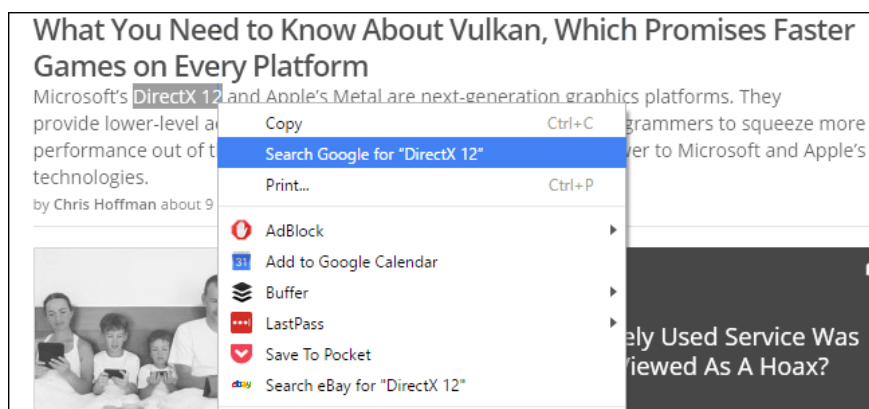 What You Need to Know About Vulkan, Which Promises Faster
Games on Every Platform
Microsoft's DirectX 12 and Apple's Metal are next-generation graphics platforms. They
provide lower-level grammers to squeeze more
performance out of ver to Microsoft and Apple's
technologies.
by Chris Hoffman about 9
Copy Ctrl+C
Search Google for "DirectX 12"
Print... Ctrl+P
AdBlock
31 Add to Google Calendar
Buffer
LastPass
Save To Pocket
ebay Search eBay for "DirectX 12"
ely Used Service Was
iewed As A Hoax?